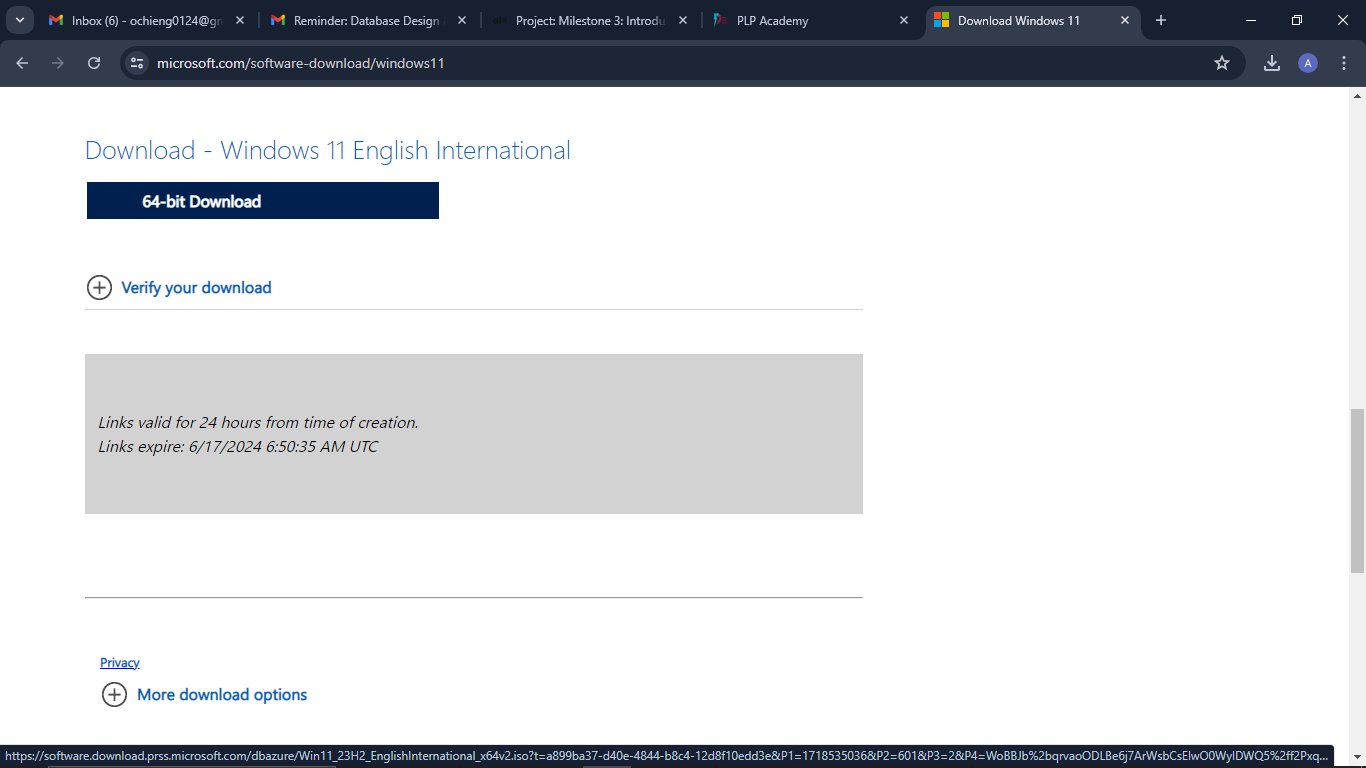 Inbox (6) - ochieng0124@gn
Reminder: Database Design
Project: Milestone 3: Introdu
PLP Academy
Download Windows 11
microsoft.com/software-download/windows11
A
Download - Windows 11 English International
64-bit Download
Verify your download
Links valid for 24 hours from time of creation.
Links expire: 6/17/2024 6:50:35 AM UTC
Privacy
More download options
https://software.download.prss.microsoft.com/dbazure/Win11_23H2_EnglishInternational_x64v2.iso?t=a899ba37-d40e-4844-b8c4-12d8f10edd3e&P1=1718535036&P2=601&P3=2&P4=WoBBJb%2bqrvaoODLBe6j7ArWsbCsElwO0WylDWQ5%2ff2Pxq...